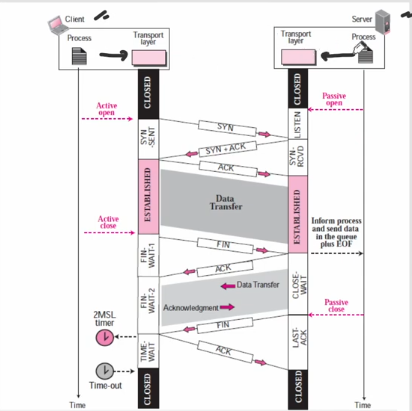 Client
Server
Process
Transport
layer
Transport
layer
Process
CLOSED
CLOSED
Active
open
Passive
open
SYN
-SENT
LISTEN
SYN
SYN + ACK
SYN-
RCVD
ACK
ESTABLISHED
ESTABLISHED
Data
Transfer
Inform process
and send data
in the queue
plus EOF
Active
close
FIN
FIN-
WAIT-1
ACK
CLOSE-
WAIT
Data Transfer
FIN-
WAIT-2
Acknowledgment
Passive
close
2MSL
timer
FIN
LAST-
ACK
TIME-
WAIT
ACK
Time-out
CLOSED
CLOSED
Time
Time